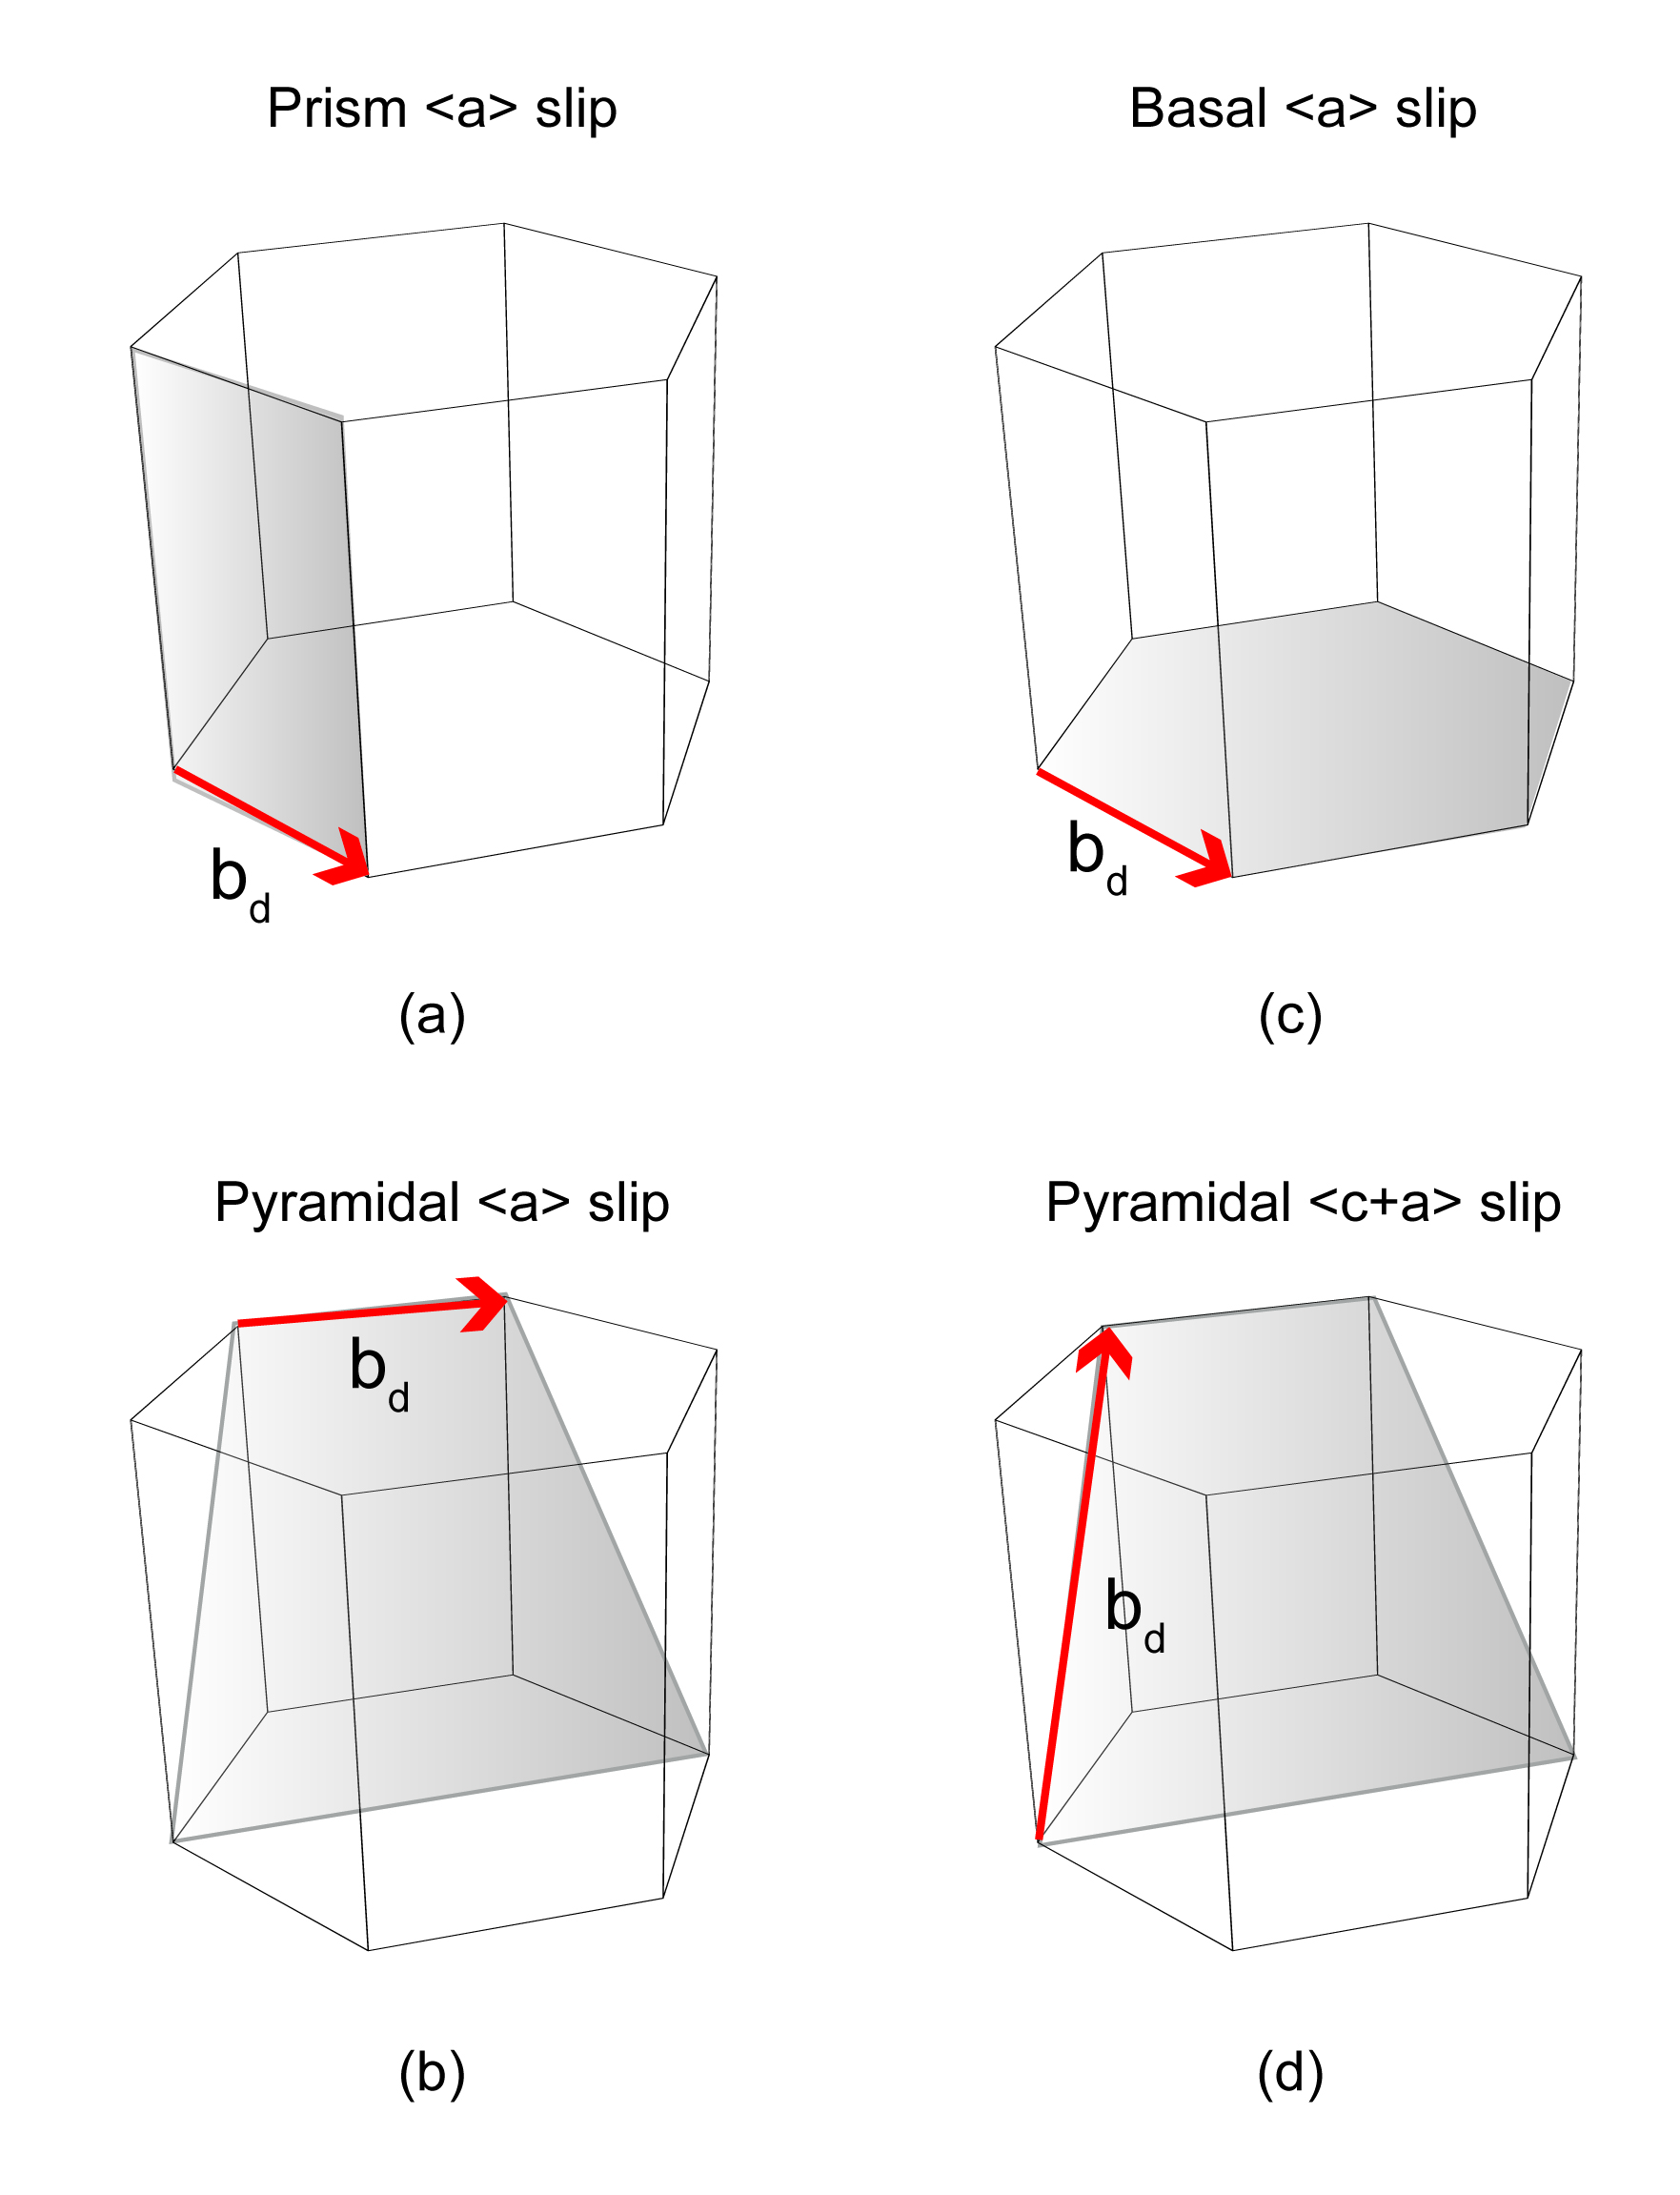 Prism <a> slip
Basal <a> slip
b_d
b_d
(a)
(c)
Pyramidal <a> slip
Pyramidal <c+a> slip
b_d
b_d
(b)
(d)